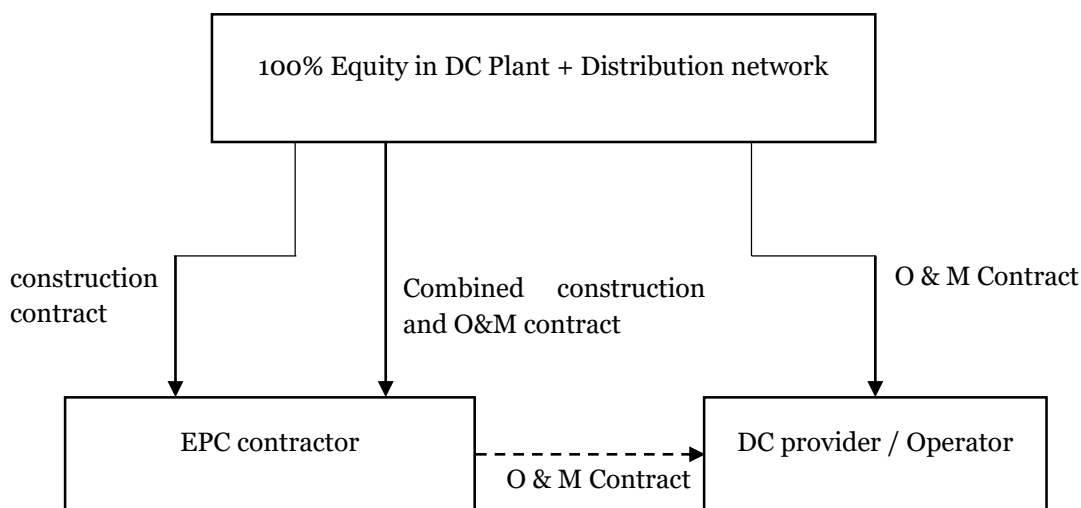 100% Equity in DC Plant + Distribution network
construction
contract
Combined construction
and O&M contract
O & M Contract
EPC contractor
DC provider / Operator
O & M Contract